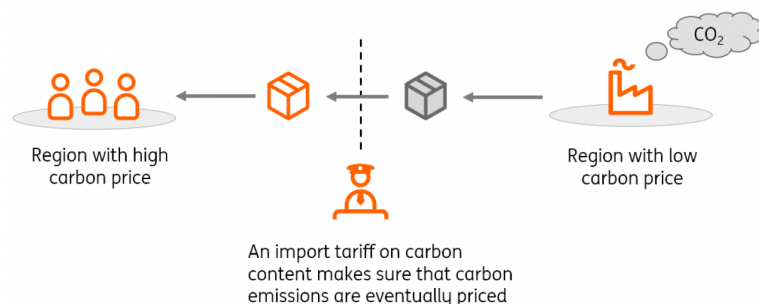 CO₂
Region with high
carbon price
Region with low
carbon price
An import tariff on carbon
content makes sure that carbon
emissions are eventually priced